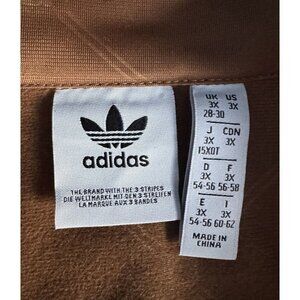 adidas
THE BRAND WITH THE 3 STRIPES
DIE WELTMARKE MIT DEN 3 STREIFEN
LA MARQUE AUX 3 BANDES
UK US
3X 3X
28-30
J CDN
3X 3X
15XOT
D F
3X 3X
54-56 56-58
E I
3X 3X
54-56 60-62
MADE IN
CHINA